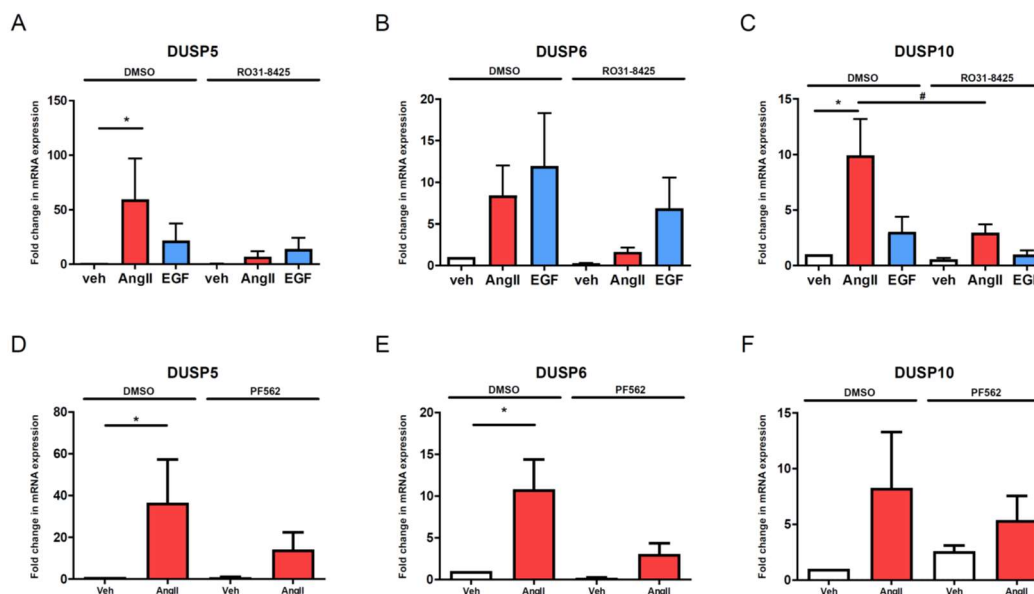 A
DUSP5
DMSO RO31-8425
Fold change in mRNA expression
150
100
50
0
*
veh AngII EGF veh AngII EGF
B
DUSP6
DMSO RO31-8425
Fold change in mRNA expression
20
15
10
5
0
veh AngII EGF veh AngII EGF
C
DUSP10
DMSO RO31-8425
Fold change in mRNA expression
15
10
5
0
* #
veh AngII EGF veh AngII EGF
D
DUSP5
DMSO PF562
Fold change in mRNA expression
80
60
40
20
0
*
Veh AngII Veh AngII
E
DUSP6
DMSO PF562
Fold change in mRNA expression
20
15
10
5
0
*
Veh AngII Veh AngII
F
DUSP10
DMSO PF562
Fold change in mRNA expression
15
10
5
0
Veh AngII Veh AngII